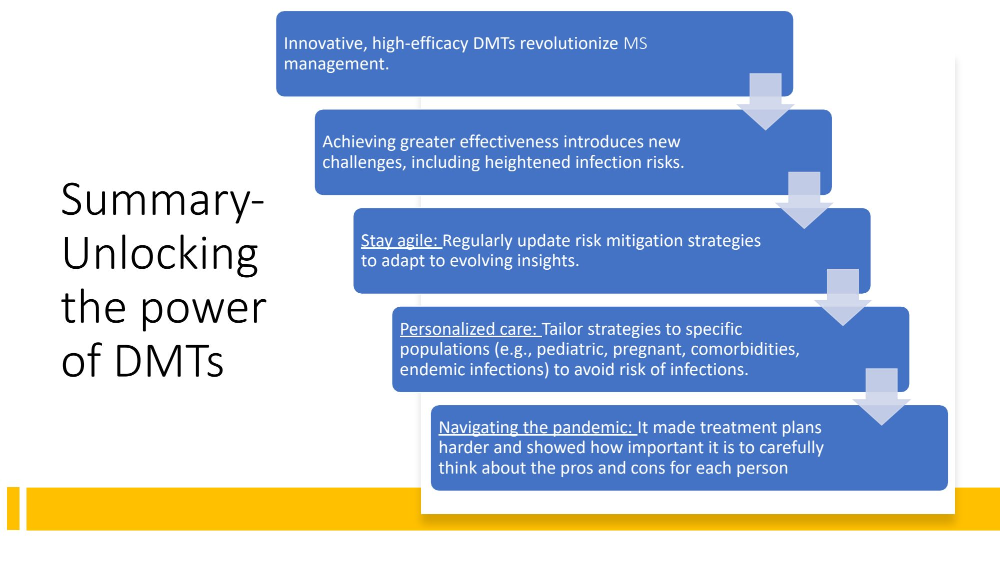 Summary-
Unlocking
the power
of DMTs
Innovative, high-efficacy DMTs revolutionize MS
management.
Achieving greater effectiveness introduces new
challenges, including heightened infection risks.
Stay agile: Regularly update risk mitigation strategies
to adapt to evolving insights.
Personalized care: Tailor strategies to specific
populations (e.g., pediatric, pregnant, comorbidities,
endemic infections) to avoid risk of infections.
Navigating the pandemic: It made treatment plans
harder and showed how important it is to carefully
think about the pros and cons for each person